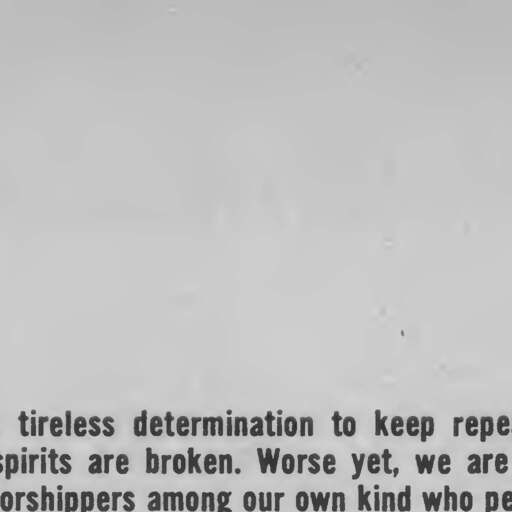 tireless determination to keep repe
spirits are broken. Worse yet, we are
orshippers among our own kind who pe